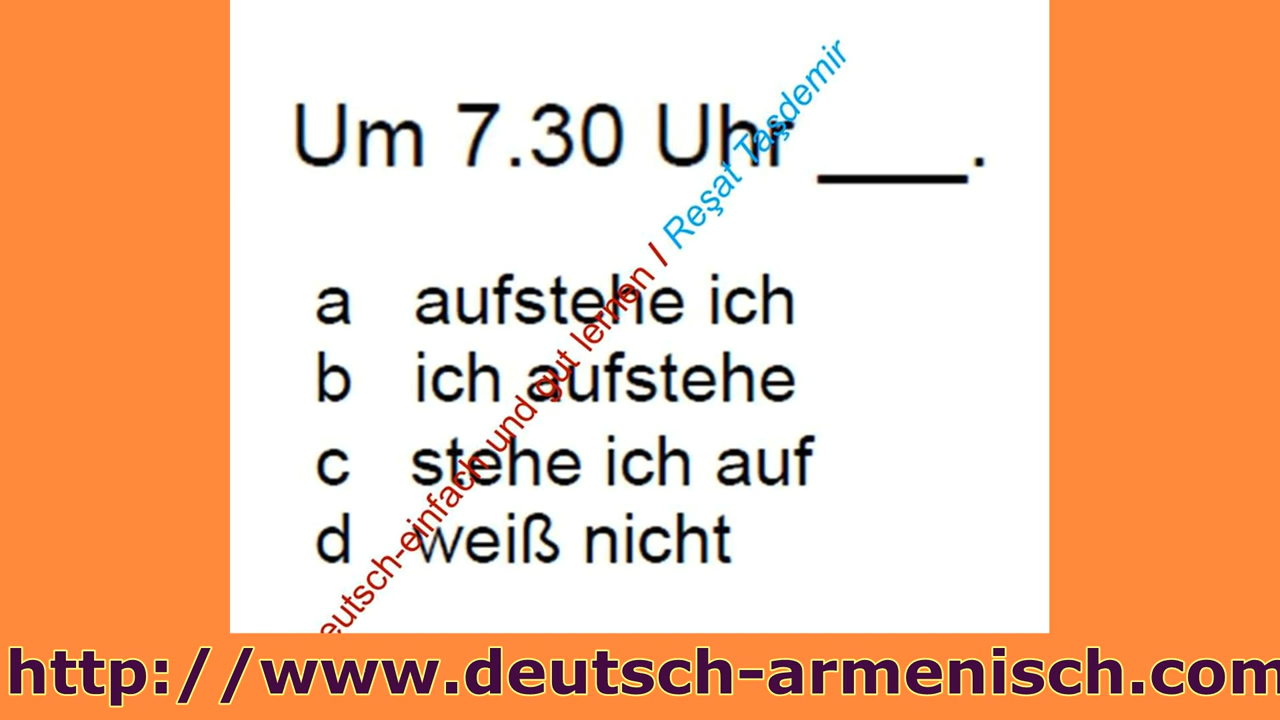 Um 7.30 Uhr ___.
a aufstehe ich
b ich aufstehe
c stehe ich auf
d weiß nicht
eutsch-einfach und gut lernen / Reşat Taşdemir
http://www.deutsch-armenisch.com